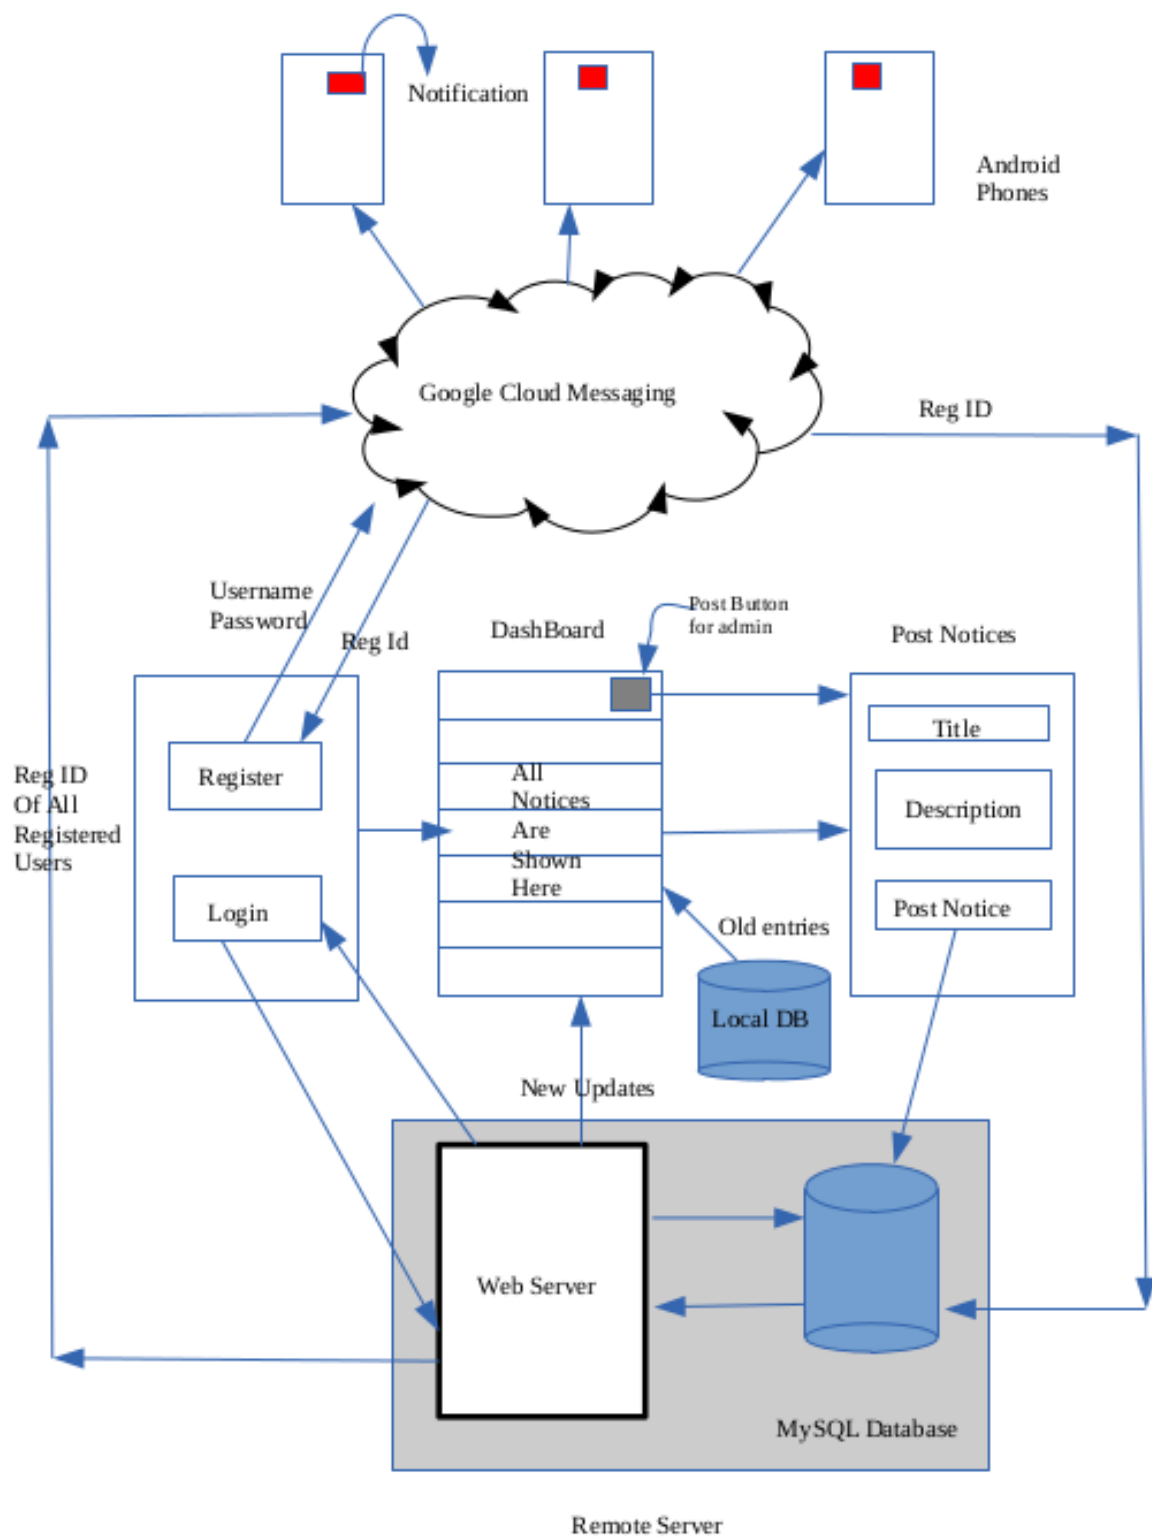 Notification
Android
Phones
Google Cloud Messaging
Reg ID
Username
Password
Reg Id
DashBoard
Post Button
for admin
Post Notices
Register
Login
Reg ID
Of All
Registered
Users
All
Notices
Are
Shown
Here
Title
Description
Post Notice
Old entries
Local DB
New Updates
Web Server
MySQL Database
Remote Server